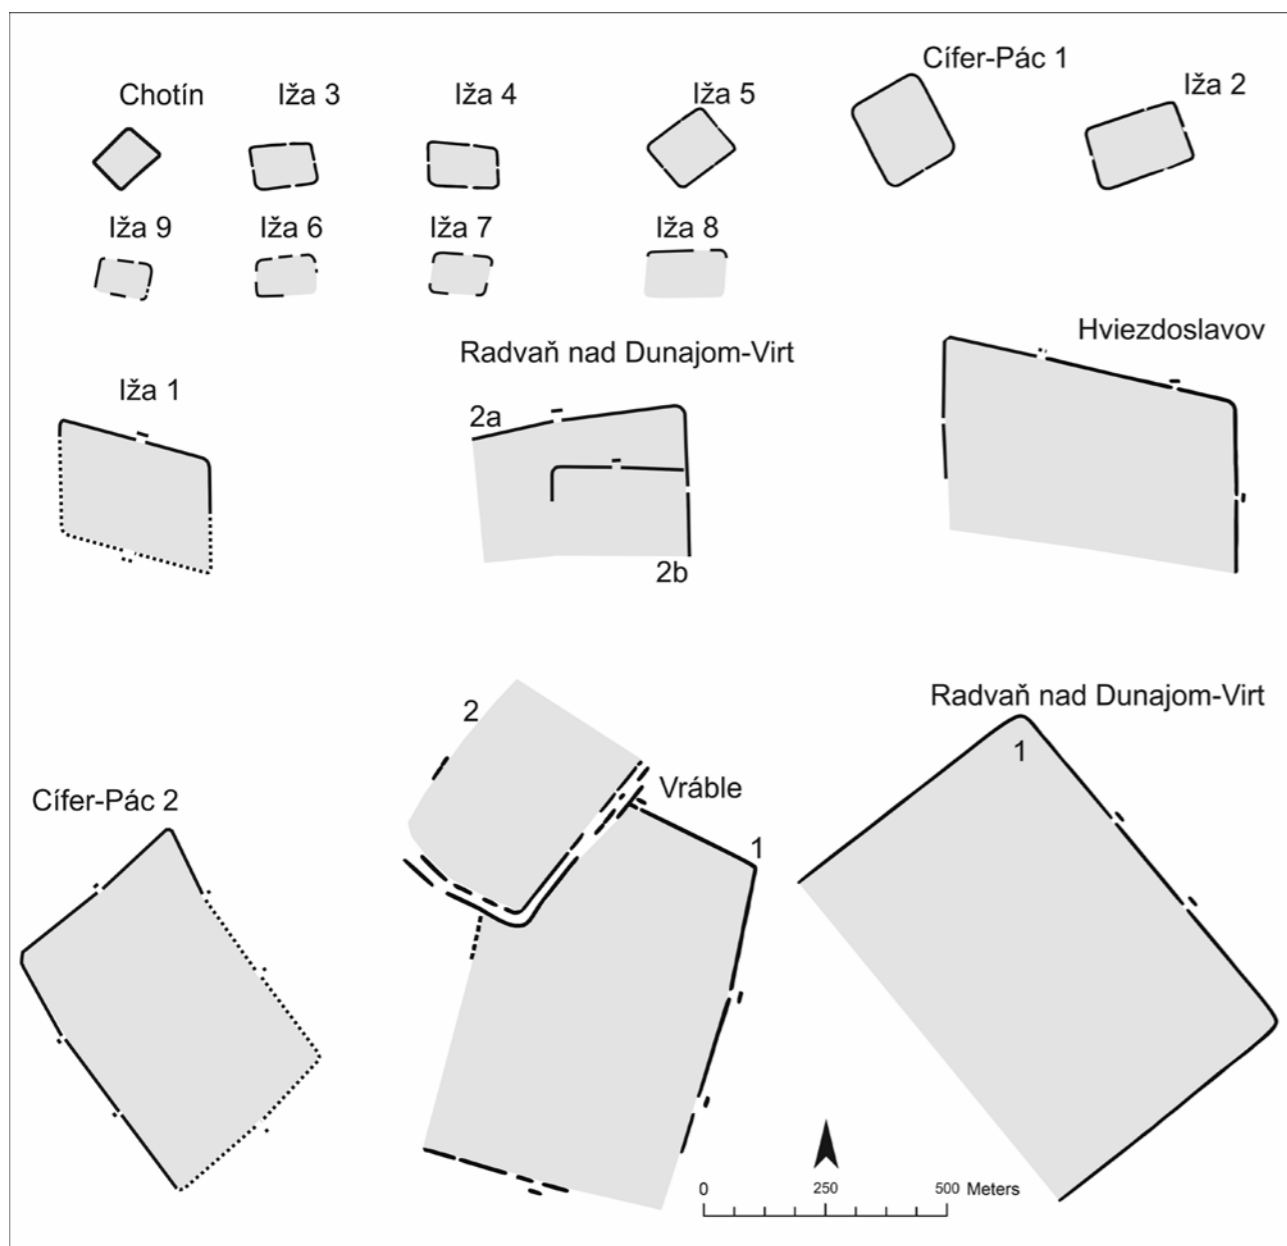 Chotín
Iža 3
Iža 4
Iža 5
Cífer-Pác 1
Iža 2
Iža 9
Iža 6
Iža 7
Iža 8
Iža 1
Radvaň nad Dunajom-Virt
2a
2b
Hviezdoslavov
Cífer-Pác 2
2
Vráble
1
Radvaň nad Dunajom-Virt
1
0 250 500 Meters